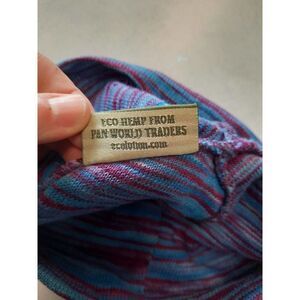 ECO-HEMP FROM
PAN WORLD TRADERS
ecolution.com